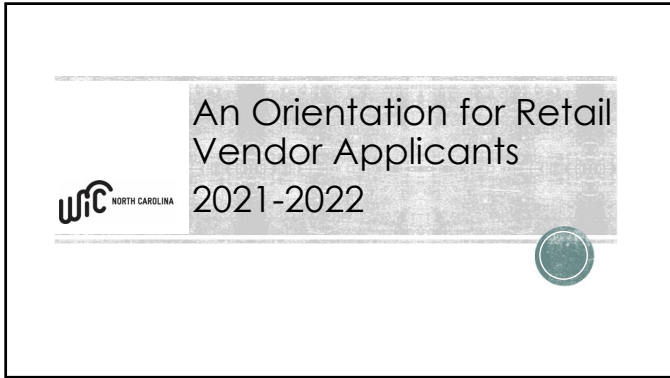 An Orientation for Retail
Vendor Applicants
WIC NORTH CAROLINA
2021-2022